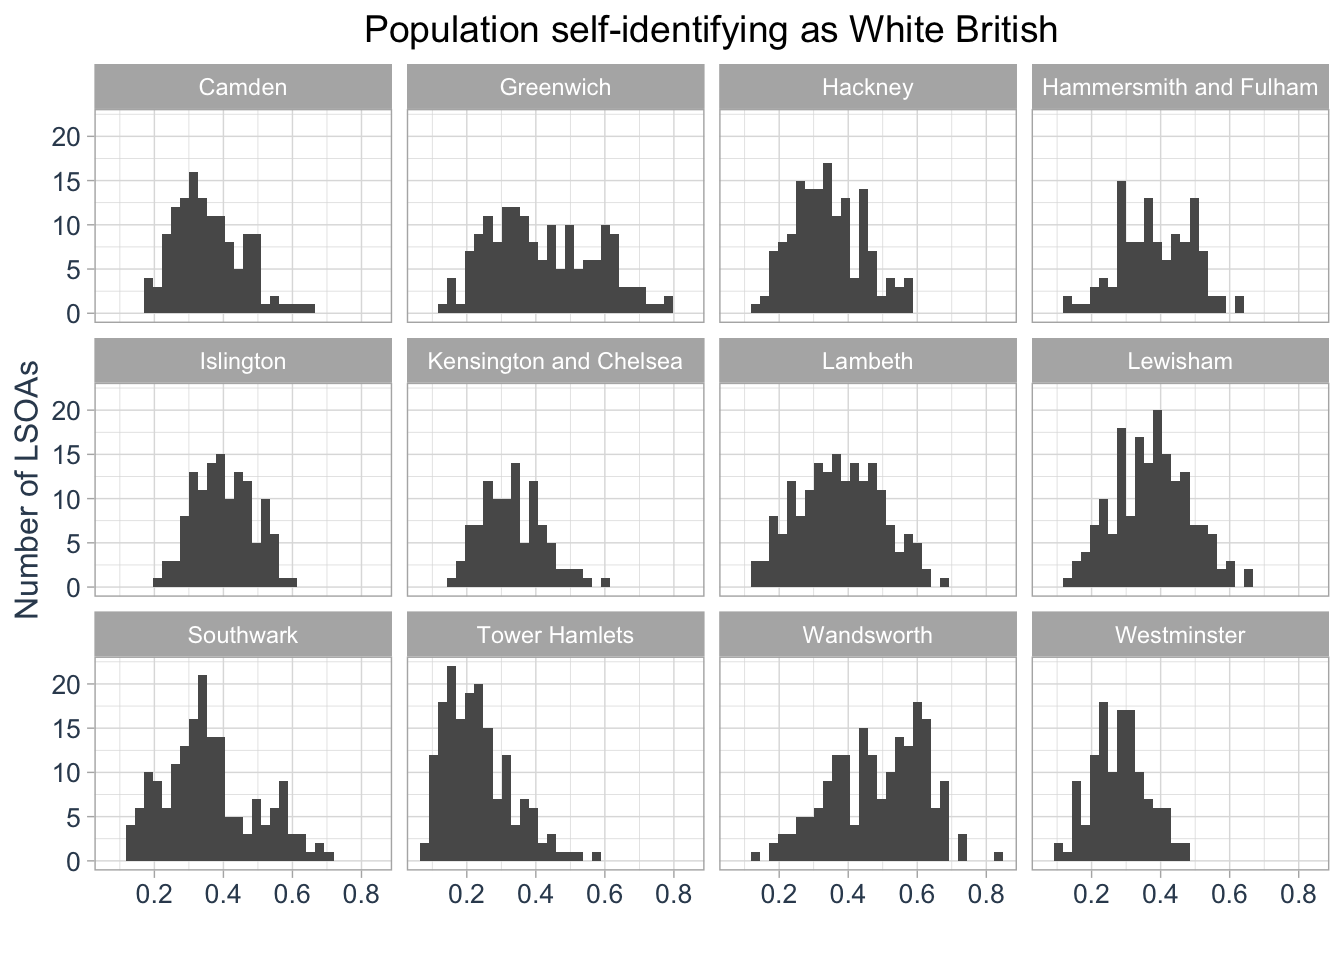 Population self-identifying as White British
Camden Greenwich Hackney Hammersmith and Fulham
20
15
10
5
0
Islington Kensington and Chelsea Lambeth Lewisham
20
15
10
5
0
Number of LSOAs
Southwark Tower Hamlets Wandsworth Westminster
20
15
10
5
0
0.2 0.4 0.6 0.8 0.2 0.4 0.6 0.8 0.2 0.4 0.6 0.8 0.2 0.4 0.6 0.8